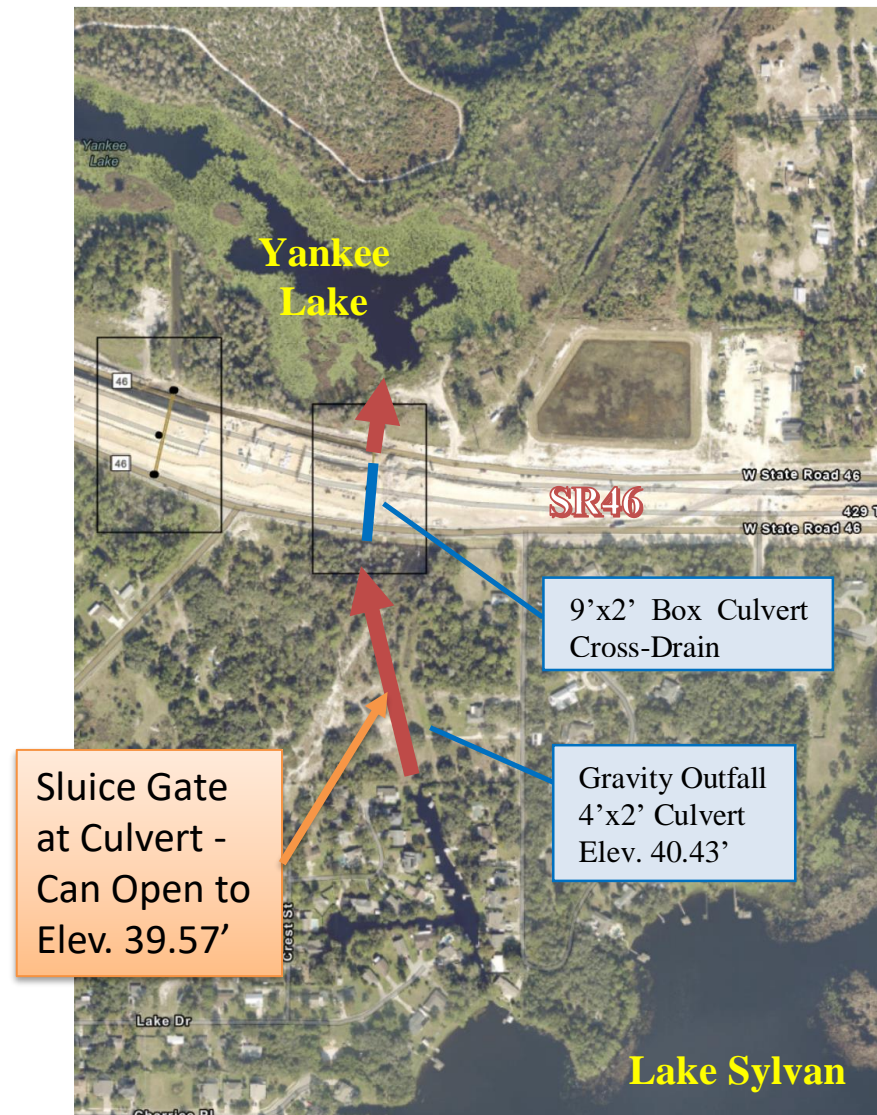 Yankee
Lake
Yankee
Lake
46
46
W State Road 46
SR46
429 T
W State Road 46
9’x2’ Box Culvert
Cross-Drain
Gravity Outfall
4’x2’ Culvert
Elev. 40.43’
Sluice Gate
at Culvert -
Can Open to
Elev. 39.57’
Crest St
Lake Dr
Lake Sylvan